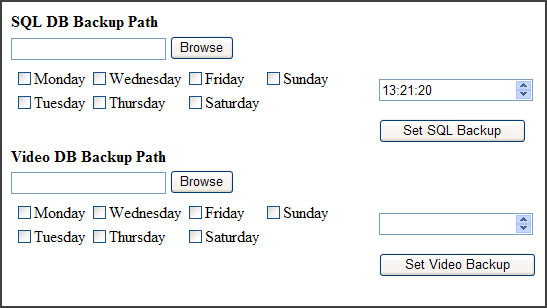 SQL DB Backup Path
Browse
Monday Wednesday Friday Sunday
13:21:20
Tuesday Thursday Saturday
Set SQL Backup
Video DB Backup Path
Browse
Monday Wednesday Friday Sunday
Tuesday Thursday Saturday
Set Video Backup